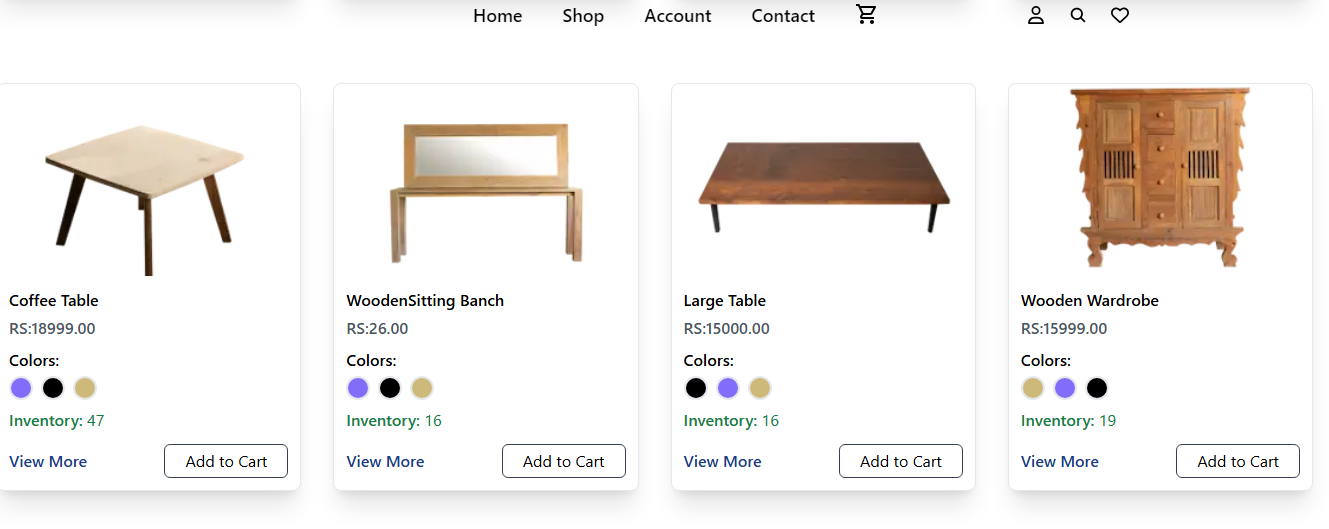 Home Shop Account Contact
Coffee Table
RS:18999.00
Colors:
Inventory: 47
View More Add to Cart
WoodenSitting Banch
RS:26.00
Colors:
Inventory: 16
View More Add to Cart
Large Table
RS:15000.00
Colors:
Inventory: 16
View More Add to Cart
Wooden Wardrobe
RS:15999.00
Colors:
Inventory: 19
View More Add to Cart